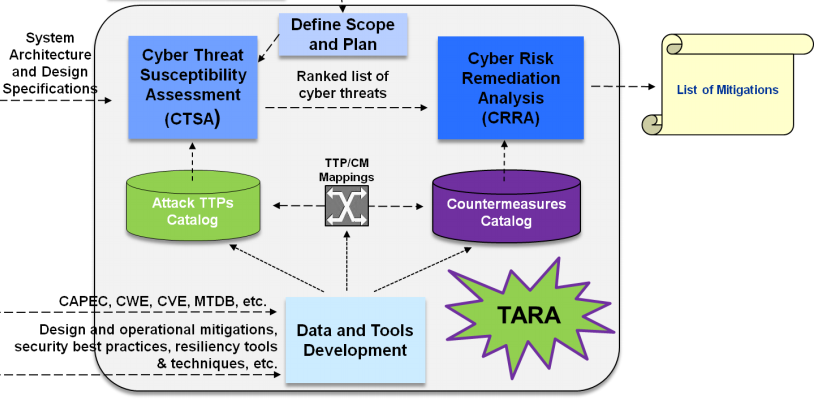 Define Scope
and Plan
System
Architecture
and Design
Specifications
Cyber Threat
Susceptibility
Assessment
(CTSA)
Ranked list of
cyber threats
Cyber Risk
Remediation
Analysis
(CRRA)
List of Mitigations
TTP/CM
Mappings
Attack TTPs
Catalog
Countermeasures
Catalog
CAPEC, CWE, CVE, MTDB, etc.
Design and operational mitigations,
security best practices, resiliency tools
& techniques, etc.
Data and Tools
Development
TARA